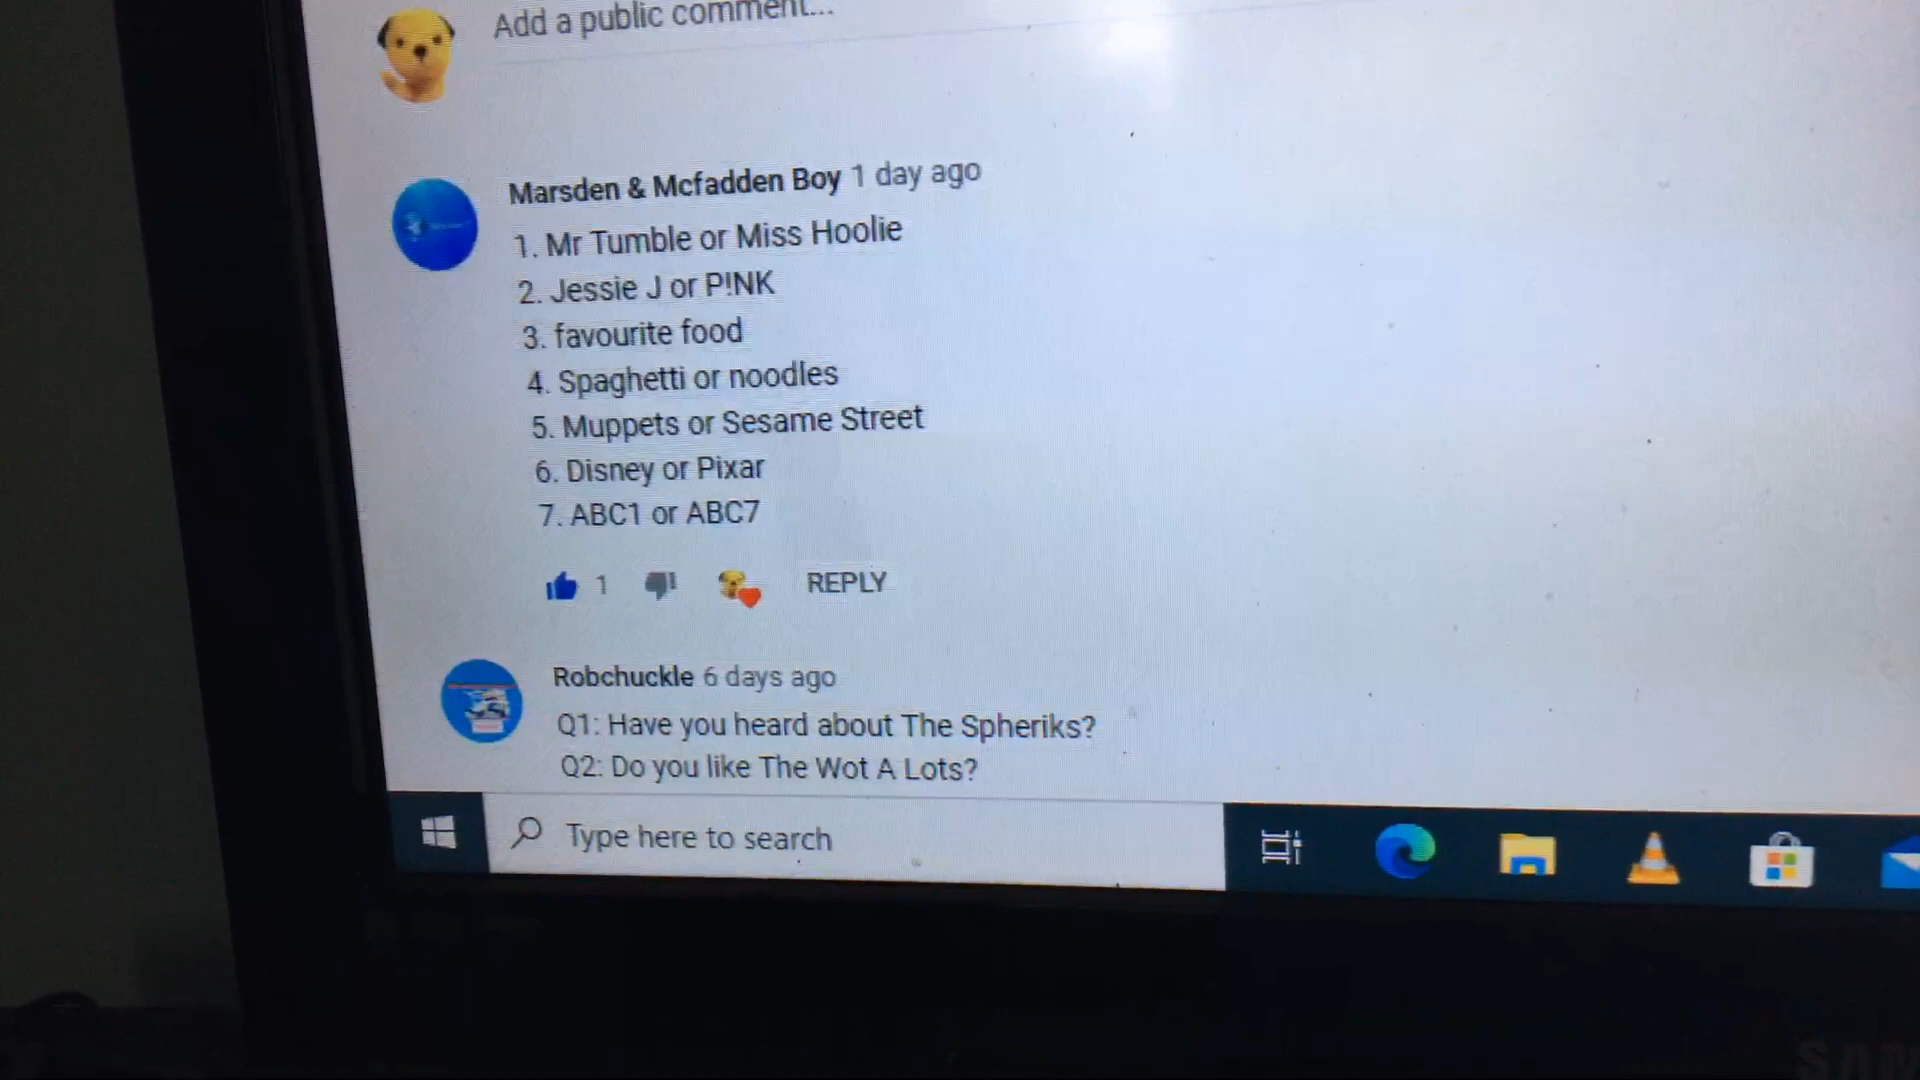 Add a public comment...
Marsden & Mcfadden Boy 1 day ago
1. Mr Tumble or Miss Hoolie
2. Jessie J or P!NK
3. favourite food
4. Spaghetti or noodles
5. Muppets or Sesame Street
6. Disney or Pixar
7. ABC1 or ABC7
1 REPLY
Robchuckle 6 days ago
Q1: Have you heard about The Spheriks?
Q2: Do you like The Wot A Lots?
Type here to search